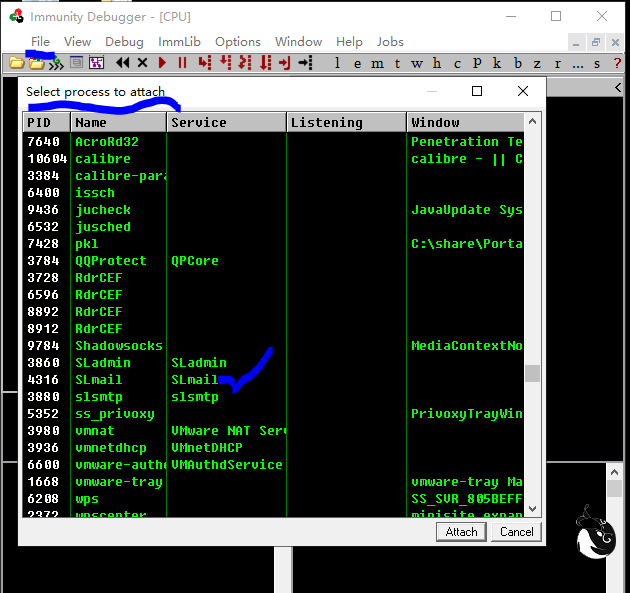 Immunity Debugger - [CPU]
File View Debug ImmLib Options Window Help Jobs
l e m t w h c P k b z r ... s ?
Select process to attach
PID Name Service Listening Window
7640 AcroRd32 Penetration Te
10604 calibre calibre - || C
3384 calibre-para
6400 issch
9436 jucheck JavaUpdate Sys
6532 jusched
7428 pkl C:\share\Porta
3784 QQProtect QPCore
3728 RdrCEF
6596 RdrCEF
8892 RdrCEF
8912 RdrCEF
9784 Shadowsocks MediaContextNo
3860 SLadmin SLadmin
4316 SLmail SLmail
3880 slsmtp slsmtp
5352 ss_privoxy PrivoxyTrayWin
3980 vmnat VMware NAT Serv
3936 vmnetdhcp VMnetDHCP
6600 vmware-autho VMAuthdService
1668 vmware-tray vmware-tray Ma
6208 wps SS_SVR_805BEFF
2372 wpscenter minisite expan
Attach Cancel